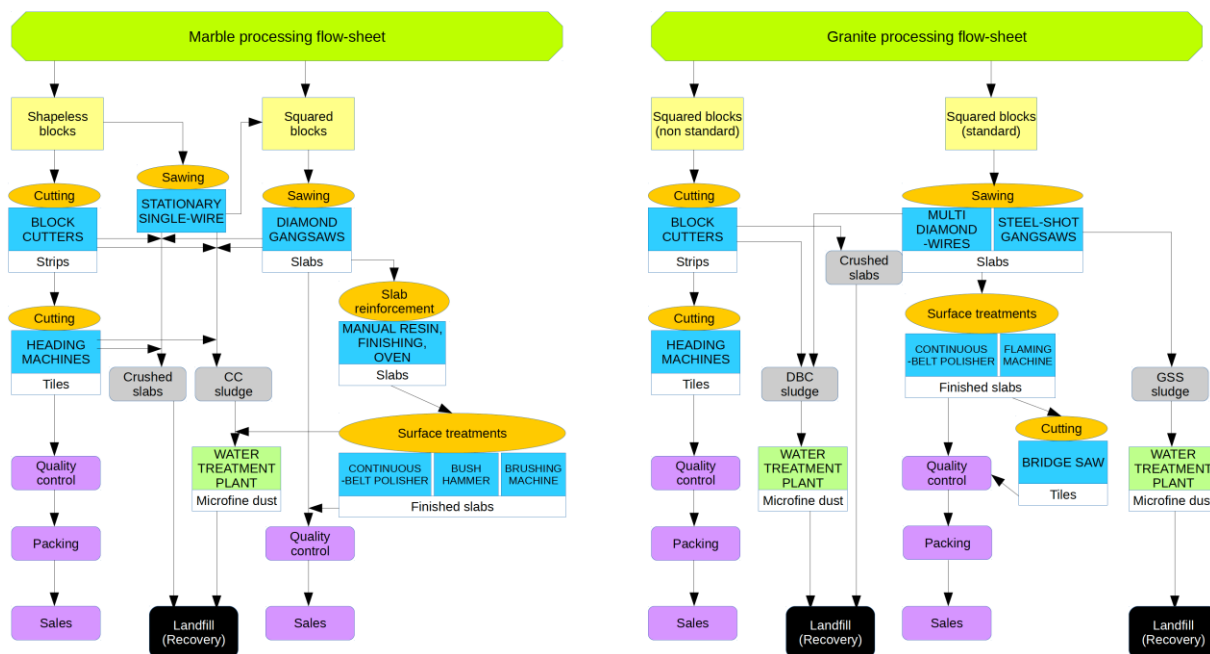 Marble processing flow-sheet
Shapeless
blocks
Squared
blocks
Cutting
Sawing
Sawing
BLOCK
CUTTERS
Strips
STATIONARY
SINGLE-WIRE
DIAMOND
GANGSAWS
Slabs
Slab
reinforcement
MANUAL RESIN,
FINISHING,
OVEN
Slabs
Cutting
HEADING
MACHINES
Tiles
Crushed
slabs
CC
sludge
Surface treatments
CONTINUOUS
-BELT POLISHER
BUSH
HAMMER
BRUSHING
MACHINE
Finished slabs
WATER
TREATMENT
PLANT
Microfine dust
Quality
control
Quality
control
Packing
Sales
Landfill
(Recovery)
Sales
Granite processing flow-sheet
Squared blocks
(non standard)
Squared blocks
(standard)
Cutting
Sawing
BLOCK
CUTTERS
Strips
MULTI
DIAMOND
-WIRES
STEEL-SHOT
GANGSAWS
Slabs
Crushed
slabs
Cutting
HEADING
MACHINES
Tiles
Surface treatments
CONTINUOUS
-BELT POLISHER
FLAMING
MACHINE
Finished slabs
DBC
sludge
GSS
sludge
Cutting
BRIDGE SAW
Tiles
Quality
control
WATER
TREATMENT
PLANT
Microfine dust
Quality
control
WATER
TREATMENT
PLANT
Microfine dust
Packing
Packing
Sales
Landfill
(Recovery)
Sales
Landfill
(Recovery)